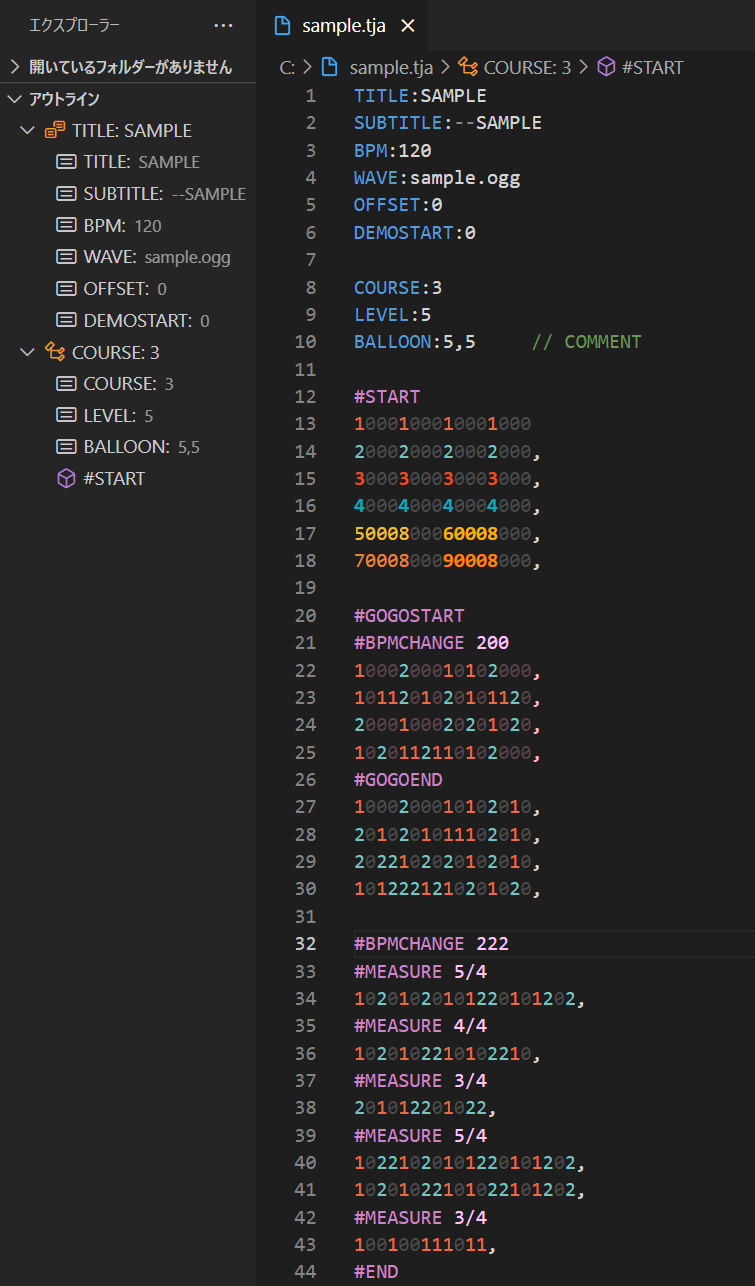 エクスプローラー ···
開いているフォルダーがありません
アウトライン
TITLE: SAMPLE
TITLE: SAMPLE
SUBTITLE: --SAMPLE
BPM: 120
WAVE: sample.ogg
OFFSET: 0
DEMOSTART: 0
COURSE: 3
COURSE: 3
LEVEL: 5
BALLOON: 5,5
#START
sample.tja ×
C: > sample.tja > COURSE: 3 > #START
1 TITLE:SAMPLE
2 SUBTITLE:--SAMPLE
3 BPM:120
4 WAVE:sample.ogg
5 OFFSET:0
6 DEMOSTART:0
7
8 COURSE:3
9 LEVEL:5
10 BALLOON:5,5 // COMMENT
11
12 #START
13 1000100010001000
14 2000200020002000,
15 3000300030003000,
16 4000400040004000,
17 5000800060008000,
18 7000800090008000,
19
20 #GOGOSTART
21 #BPMCHANGE 200
22 1000200010102000,
23 1011201020101120,
24 2000100020201020,
25 1020112110102000,
26 #GOGOEND
27 1000200010102010,
28 2010201011102010,
29 2022102020102010,
30 1012221210201020,
31
32 #BPMCHANGE 222
33 #MEASURE 5/4
34 10201020101220101202,
35 #MEASURE 4/4
36 1020102210102210,
37 #MEASURE 3/4
38 201012201022,
39 #MEASURE 5/4
40 10221020101220101202,
41 10201022101022101202,
42 #MEASURE 3/4
43 100100111011,
44 #END